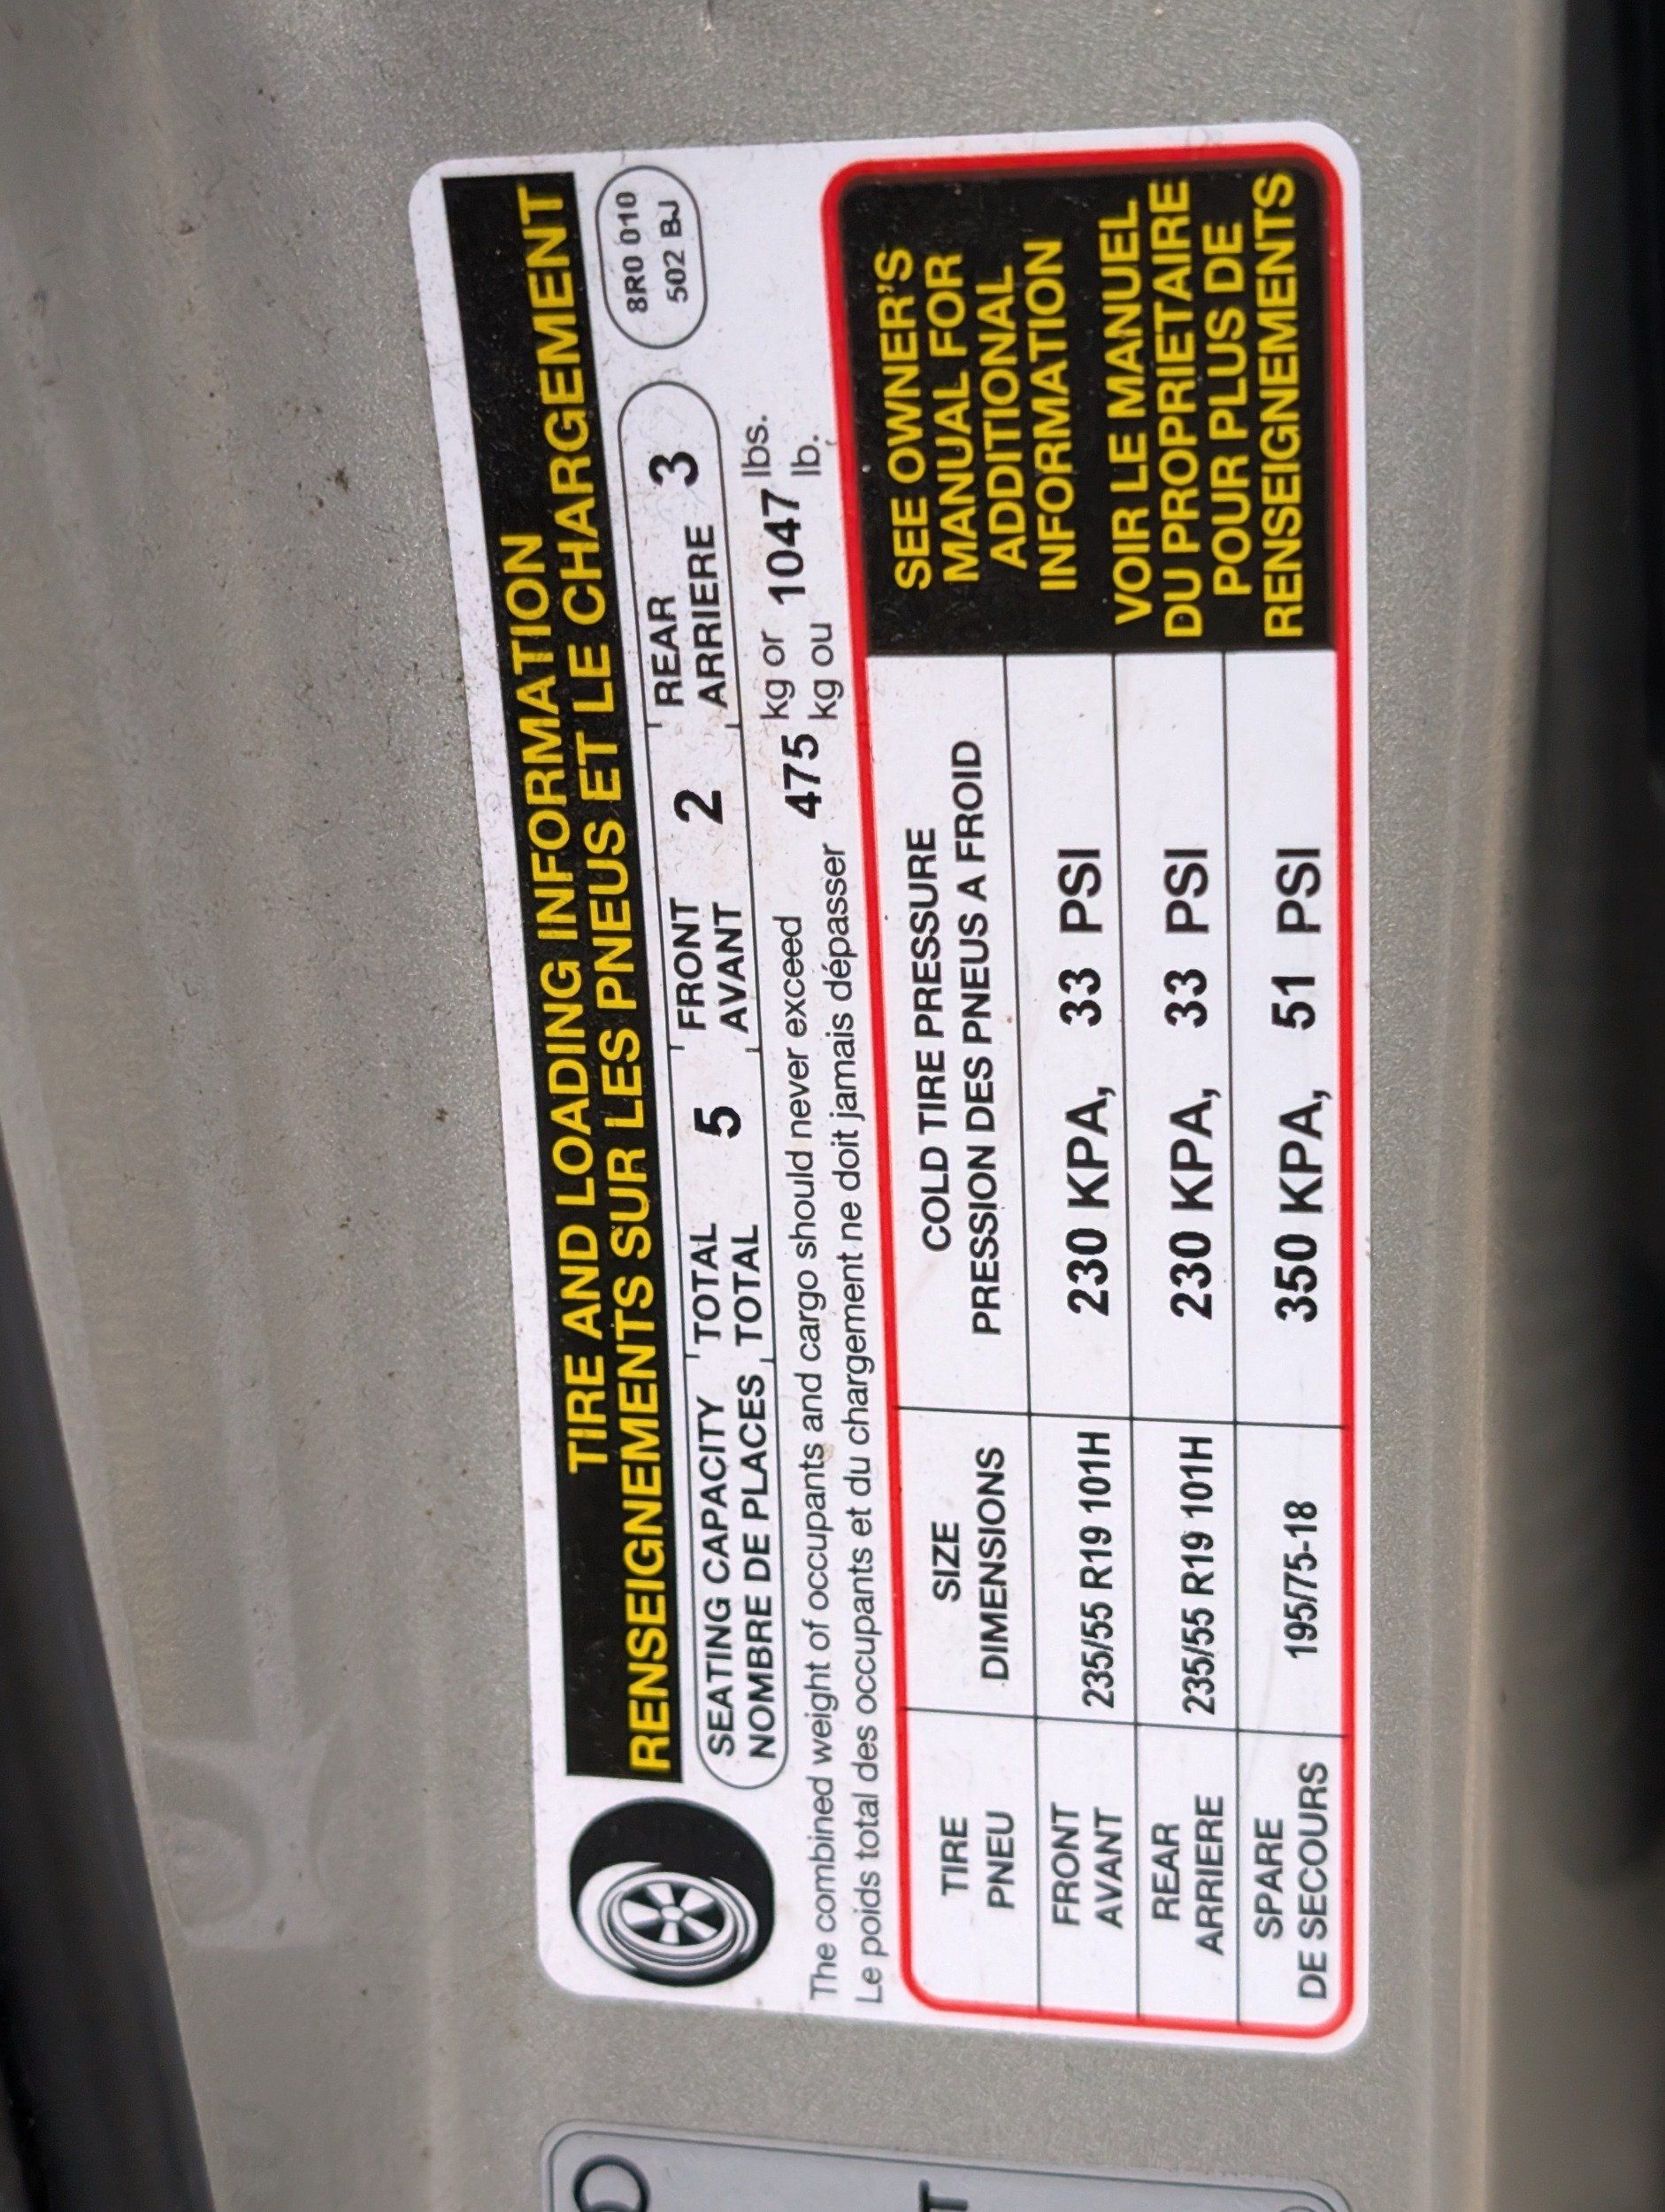 TIRE AND LOADING INFORMATION
RENSEIGNEMENTS SUR LES PNEUS ET LE CHARGEMENT
SEATING CAPACITY TOTAL 5 FRONT 2 REAR 3
NOMBRE DE PLACES TOTAL AVANT ARRIERE
8R0 010
502 BJ
The combined weight of occupants and cargo should never exceed 475 kg or 1047 lbs.
Le poids total des occupants et du chargement ne doit jamais dépasser kg ou lb.
TIRE SIZE COLD TIRE PRESSURE
PNEU DIMENSIONS PRESSION DES PNEUS A FROID
FRONT 235/55 R19 101H 230 KPA, 33 PSI
AVANT
REAR 235/55 R19 101H 230 KPA, 33 PSI
ARRIERE
SPARE 195/75-18 350 KPA, 51 PSI
DE SECOURS
SEE OWNER'S
MANUAL FOR
ADDITIONAL
INFORMATION
VOIR LE MANUEL
DU PROPRIETAIRE
POUR PLUS DE
RENSEIGNEMENTS